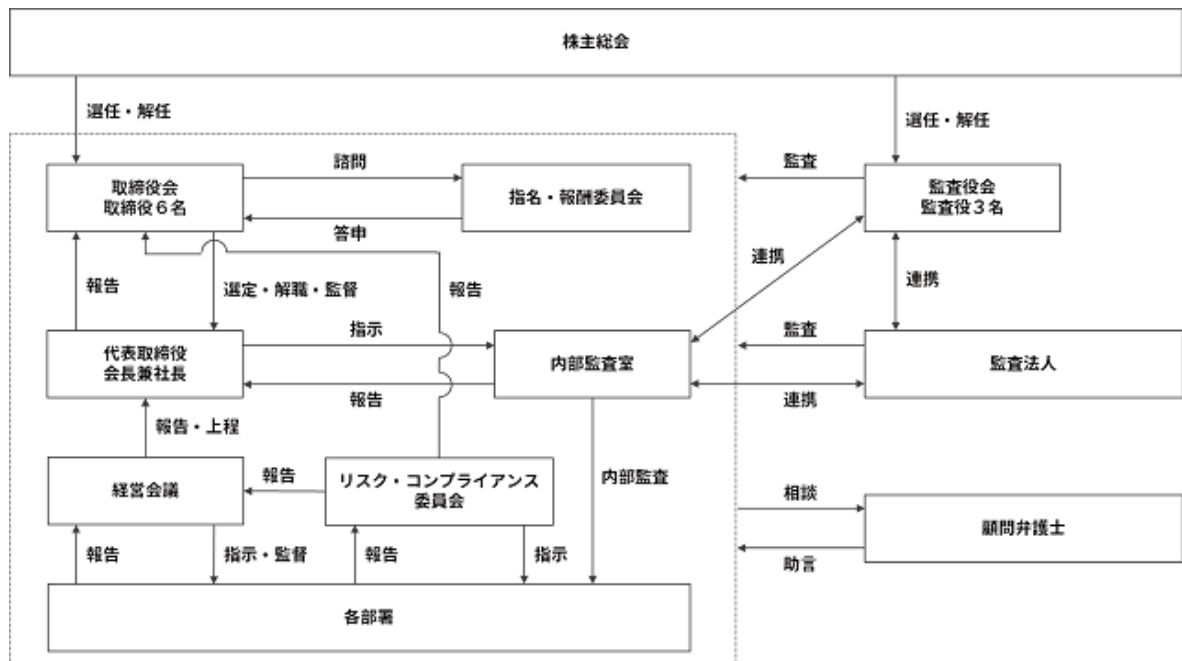 株主総会
選任・解任
選任・解任
取締役会
取締役６名
諮問
答申
指名・報酬委員会
監査
監査役会
監査役３名
報告
選定・解職・監督
報告
連携
連携
代表取締役
会長兼社長
指示
報告
内部監査室
監査
連携
監査法人
報告・上程
経営会議
報告
リスク・コンプライアンス
委員会
内部監査
相談
助言
顧問弁護士
報告
指示・監督
報告
指示
各部署